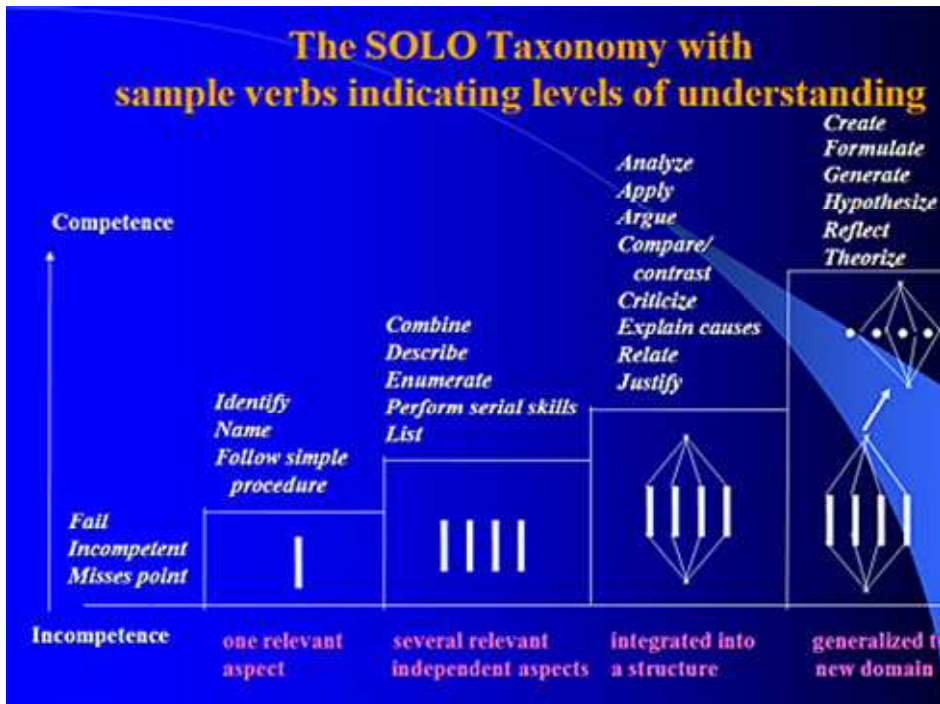 The SOLO Taxonomy with
sample verbs indicating levels of understanding
Competence
Fail
Incompetent
Misses point
Incompetence
Identify
Name
Follow simple
procedure
one relevant
aspect
Combine
Describe
Enumerate
Perform serial skills
List
several relevant
independent aspects
Analyze
Apply
Argue
Compare/
contrast
Criticize
Explain causes
Relate
Justify
integrated into
a structure
Create
Formulate
Generate
Hypothesize
Reflect
Theorize
generalized
new domain